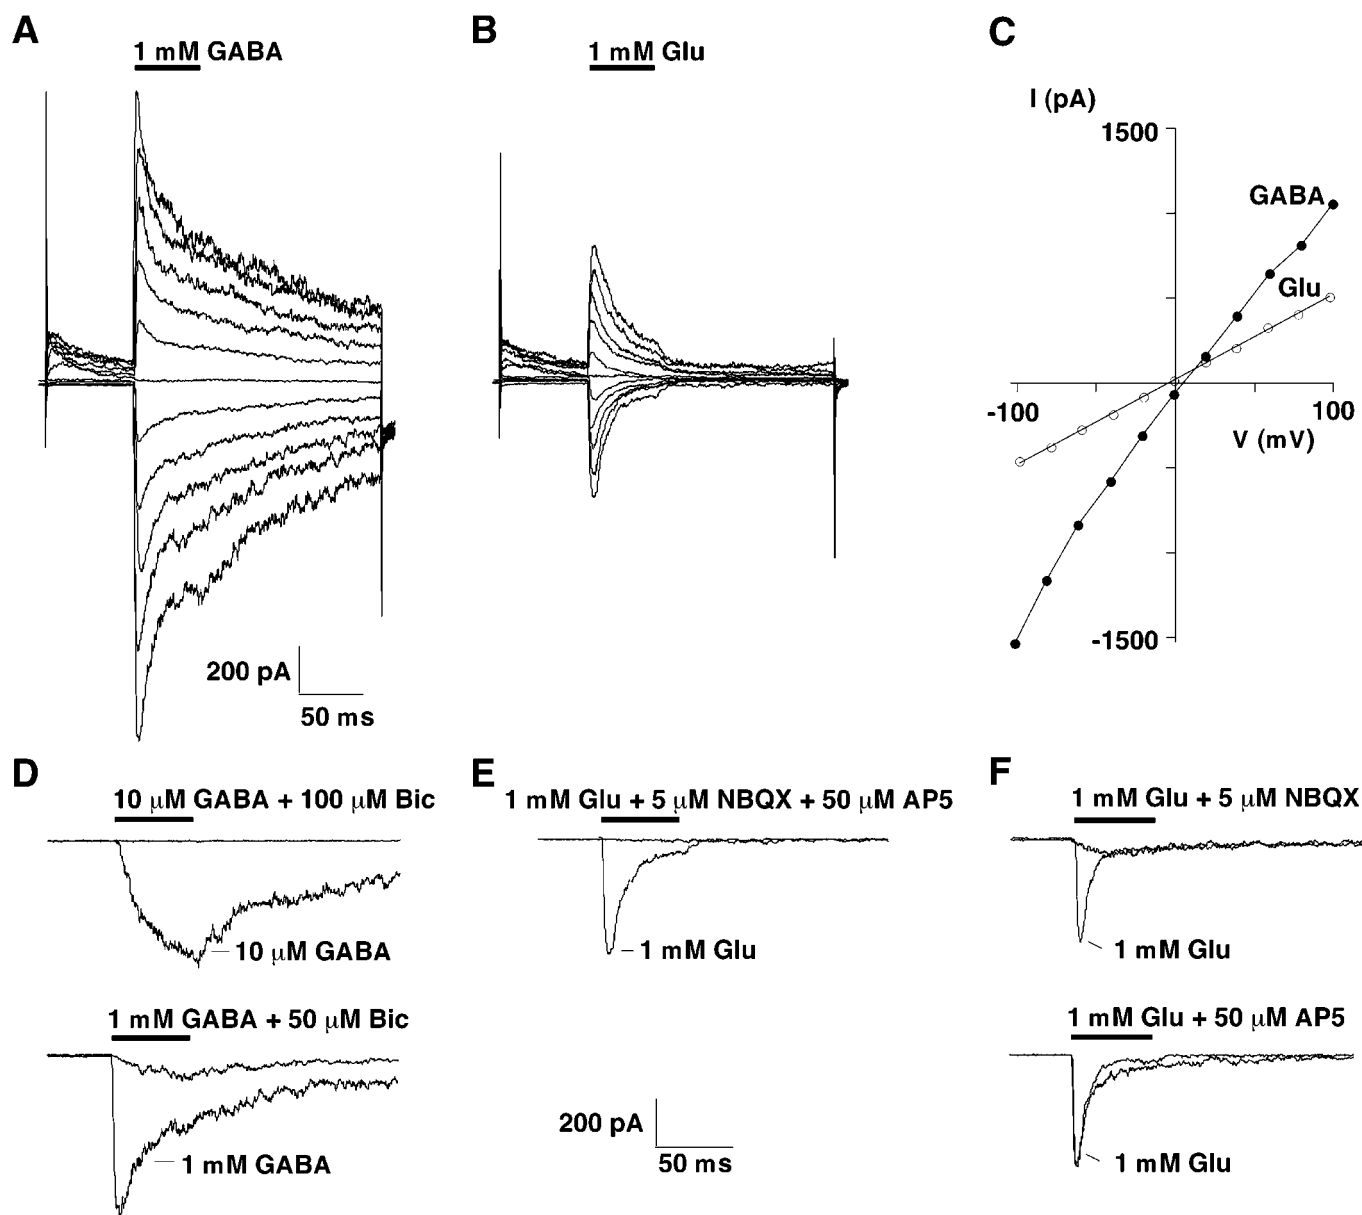 A
1 mM GABA
200 pA
50 ms
B
1 mM Glu
C
I (pA)
1500
GABA
Glu
-100
100
V (mV)
-1500
D
10 μM GABA + 100 μM Bic
10 μM GABA
1 mM GABA + 50 μM Bic
1 mM GABA
E
1 mM Glu + 5 μM NBQX + 50 μM AP5
1 mM Glu
200 pA
50 ms
F
1 mM Glu + 5 μM NBQX
1 mM Glu
1 mM Glu + 50 μM AP5
1 mM Glu